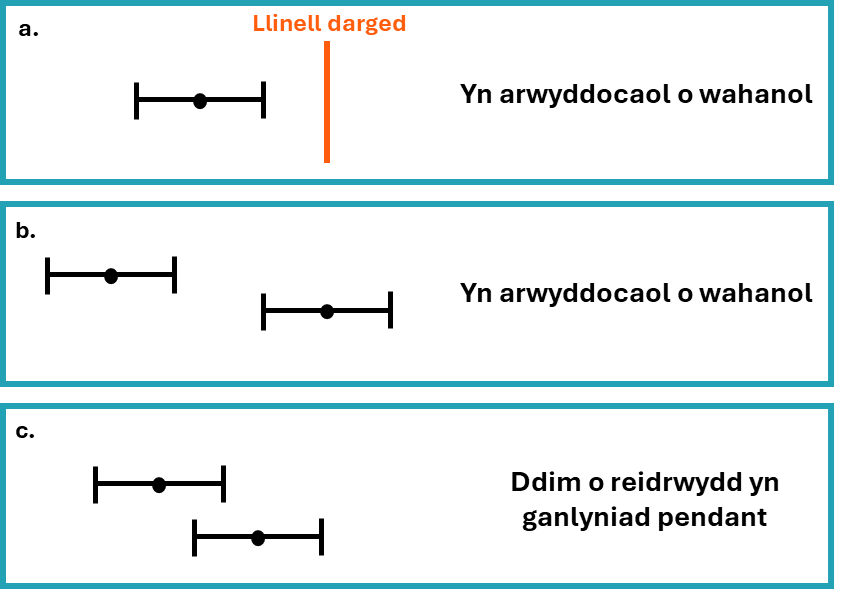 a.
Llinell darged
Yn arwyddocaol o wahanol
b.
Yn arwyddocaol o wahanol
c.
Ddim o reidrwydd yn
ganlyniad pendant